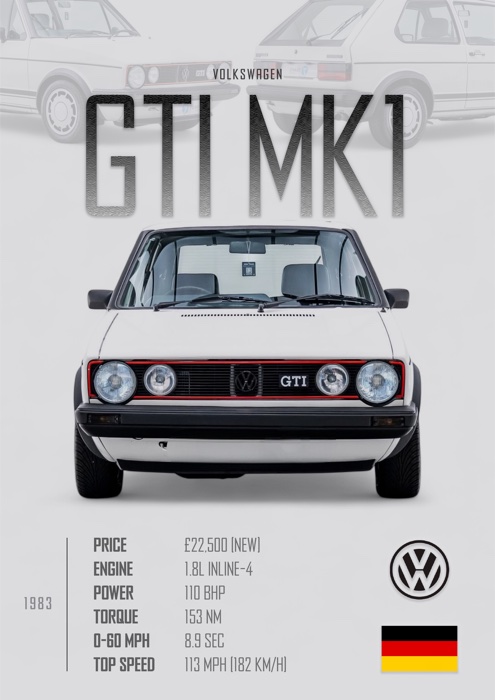 VOLKSWAGEN
GTI MK1
GTI
1983
PRICE £22,500 [NEW]
ENGINE 1.8L INLINE-4
POWER 110 BHP
TORQUE 153 NM
0-60 MPH 8.9 SEC
TOP SPEED 113 MPH [182 KM/H]